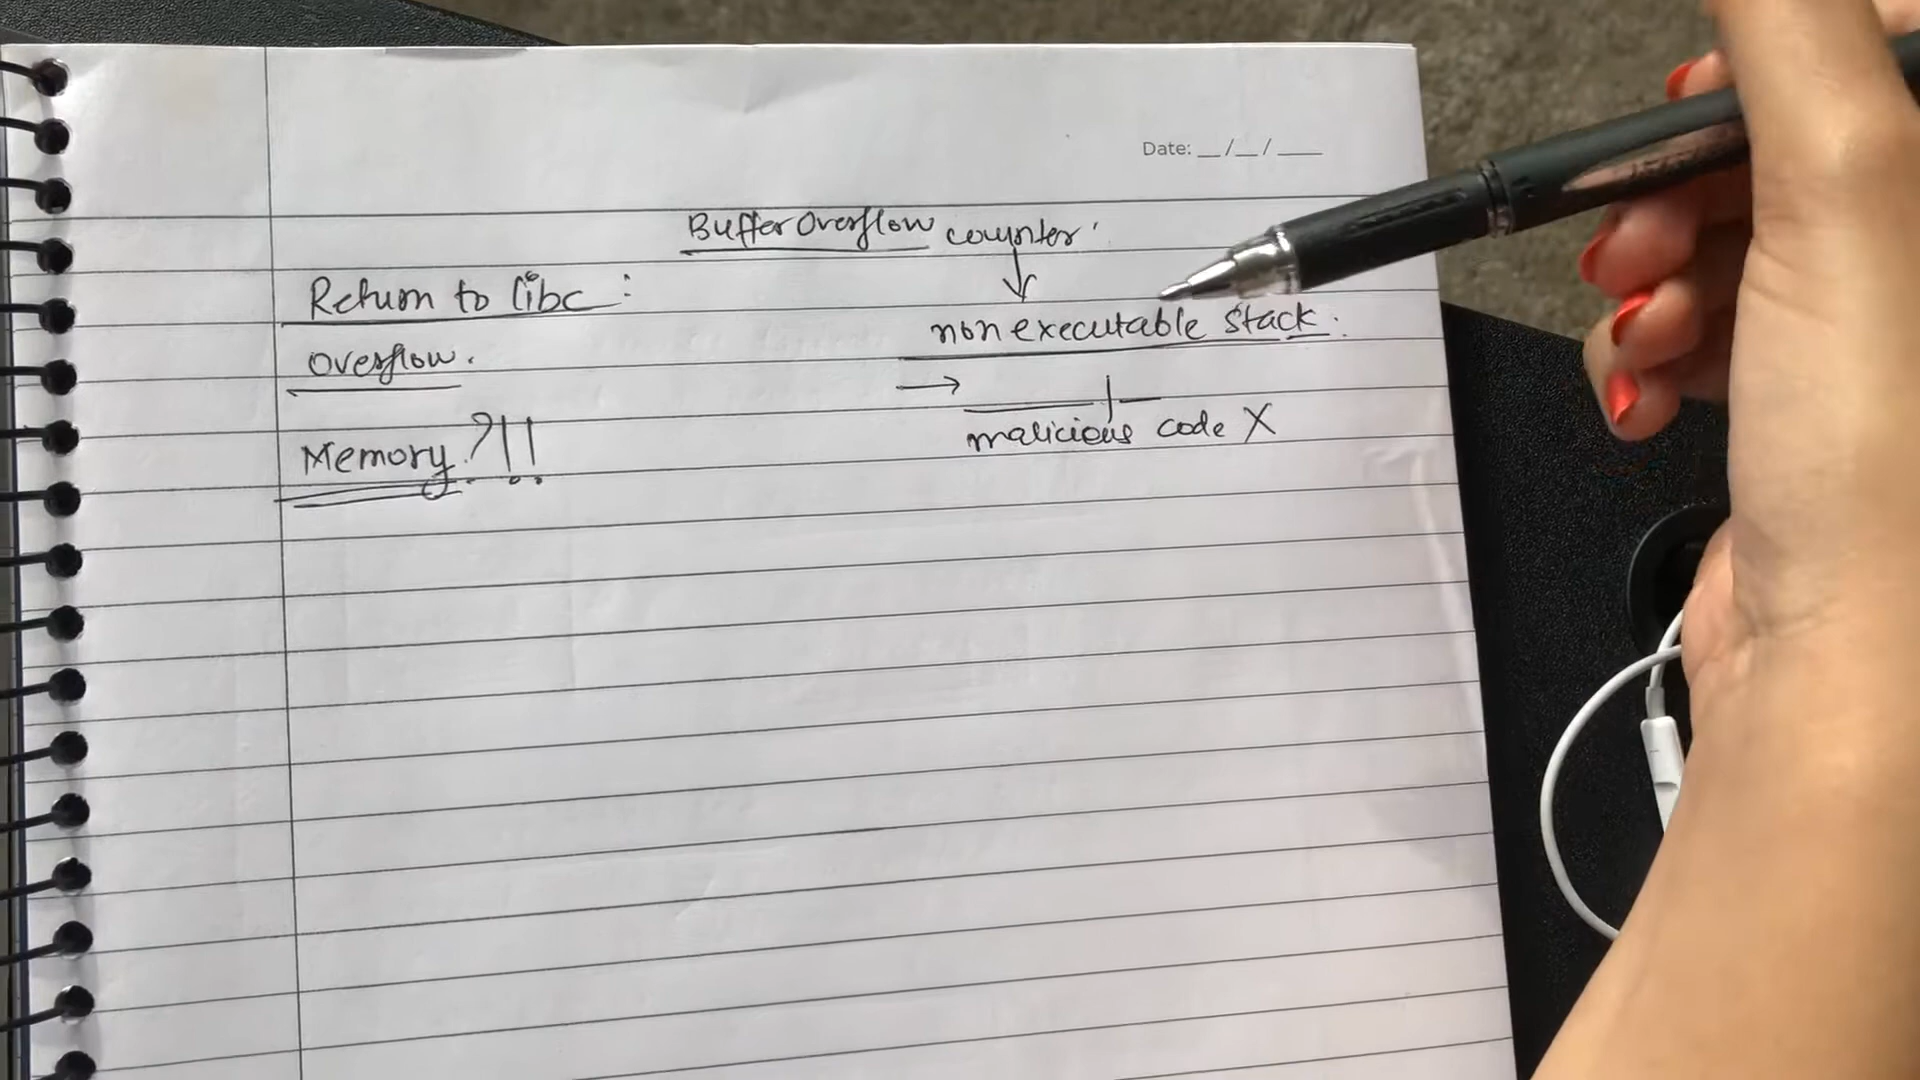 Date: __/__/____
Buffer Overflow counter.
Return to libc :
overflow.
Memory.?!!
non executable stack.
malicious code X